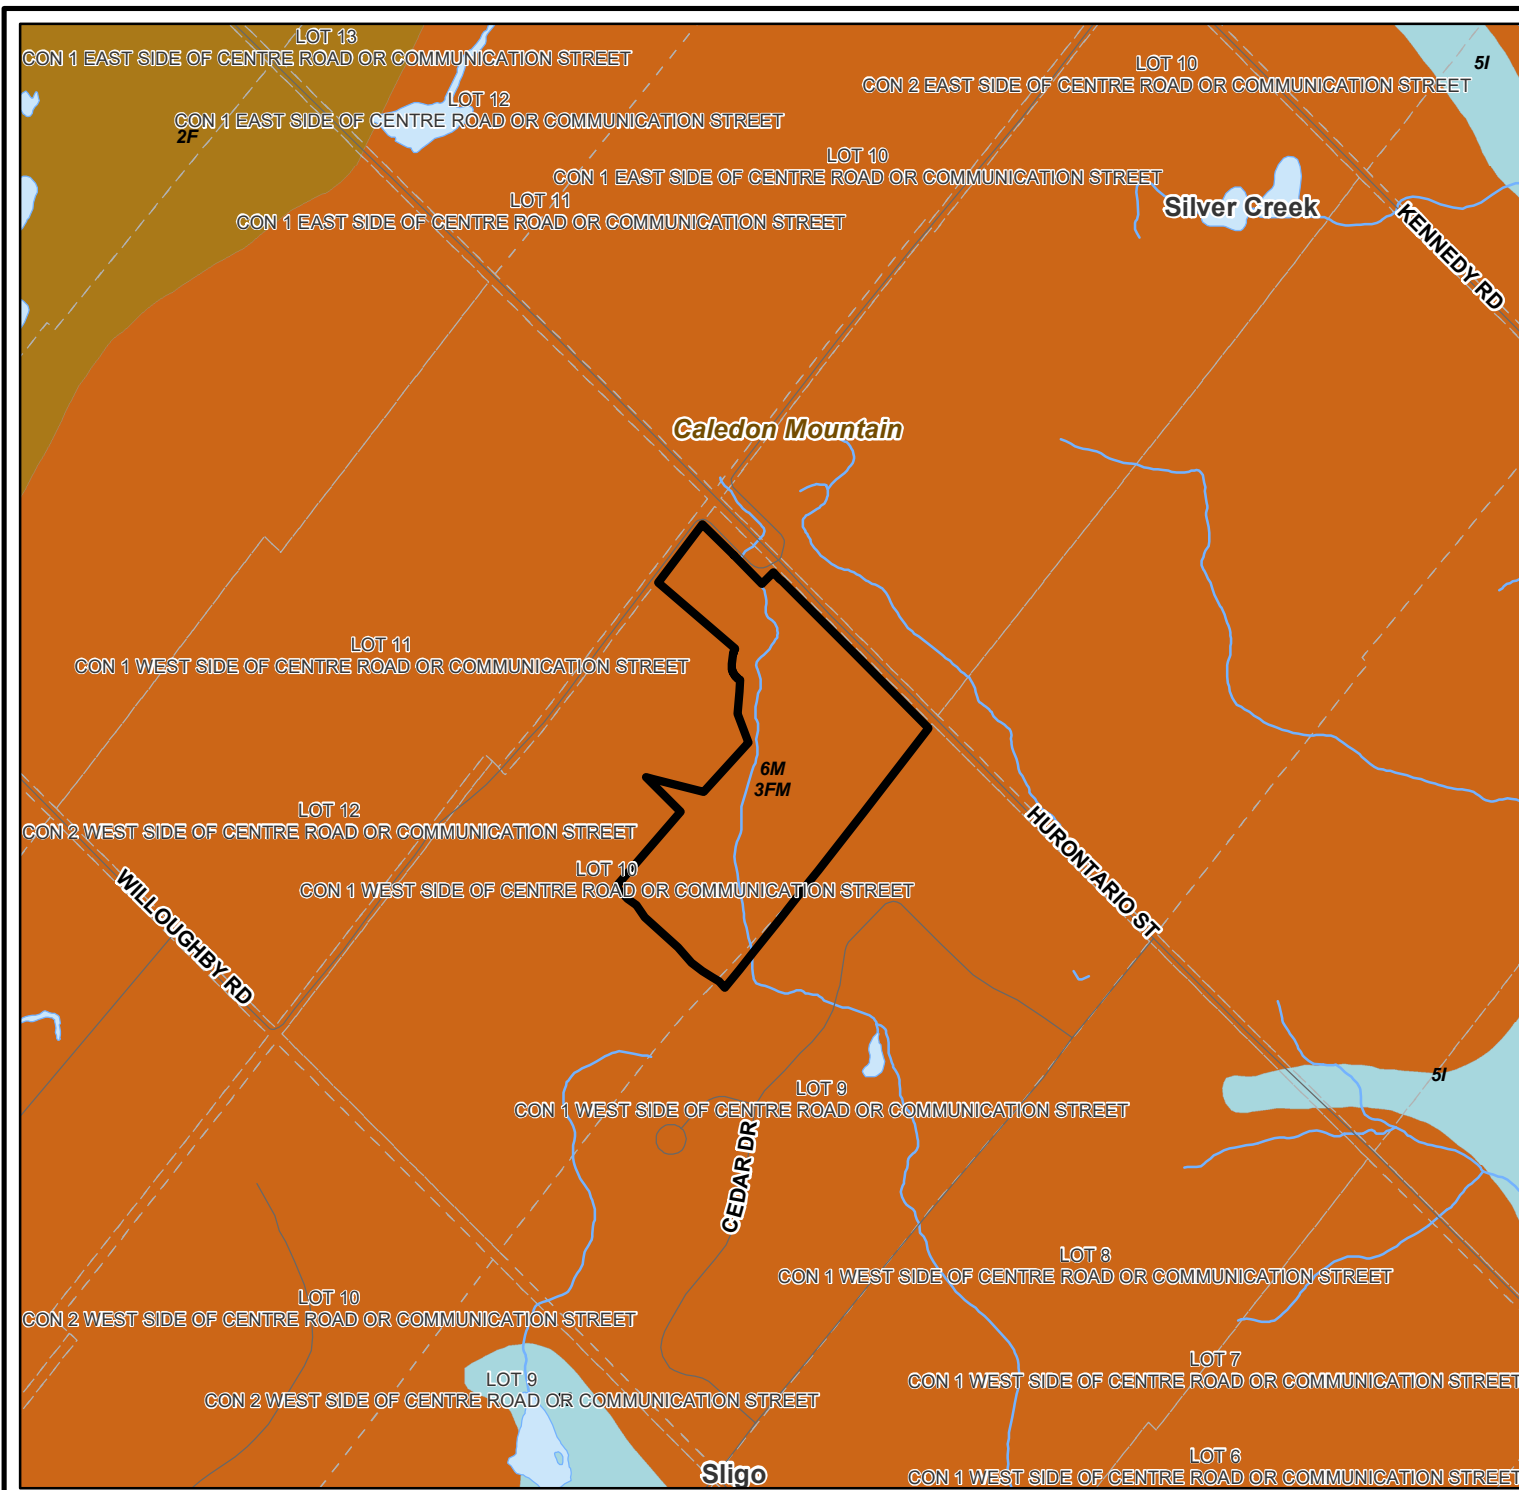 LOT 13
CON 1 EAST SIDE OF CENTRE ROAD OR COMMUNICATION STREET
LOT 10
CON 2 EAST SIDE OF CENTRE ROAD OR COMMUNICATION STREET
5I
LOT 12
CON 1 EAST SIDE OF CENTRE ROAD OR COMMUNICATION STREET
2F
LOT 10
CON 1 EAST SIDE OF CENTRE ROAD OR COMMUNICATION STREET
LOT 11
CON 1 EAST SIDE OF CENTRE ROAD OR COMMUNICATION STREET
Silver Creek
KENNEDY RD
Caledon Mountain
LOT 11
CON 1 WEST SIDE OF CENTRE ROAD OR COMMUNICATION STREET
6M
3FM
LOT 12
CON 2 WEST SIDE OF CENTRE ROAD OR COMMUNICATION STREET
HURONTARIO ST
LOT 10
CON 1 WEST SIDE OF CENTRE ROAD OR COMMUNICATION STREET
WILLOUGHBY RD
5I
LOT 9
CON 1 WEST SIDE OF CENTRE ROAD OR COMMUNICATION STREET
CEDAR DR
LOT 8
CON 1 WEST SIDE OF CENTRE ROAD OR COMMUNICATION STREET
LOT 10
CON 2 WEST SIDE OF CENTRE ROAD OR COMMUNICATION STREET
LOT 7
CON 1 WEST SIDE OF CENTRE ROAD OR COMMUNICATION STREET
LOT 9
CON 2 WEST SIDE OF CENTRE ROAD OR COMMUNICATION STREET
LOT 6
CON 1 WEST SIDE OF CENTRE ROAD OR COMMUNICATION STREET
Sligo